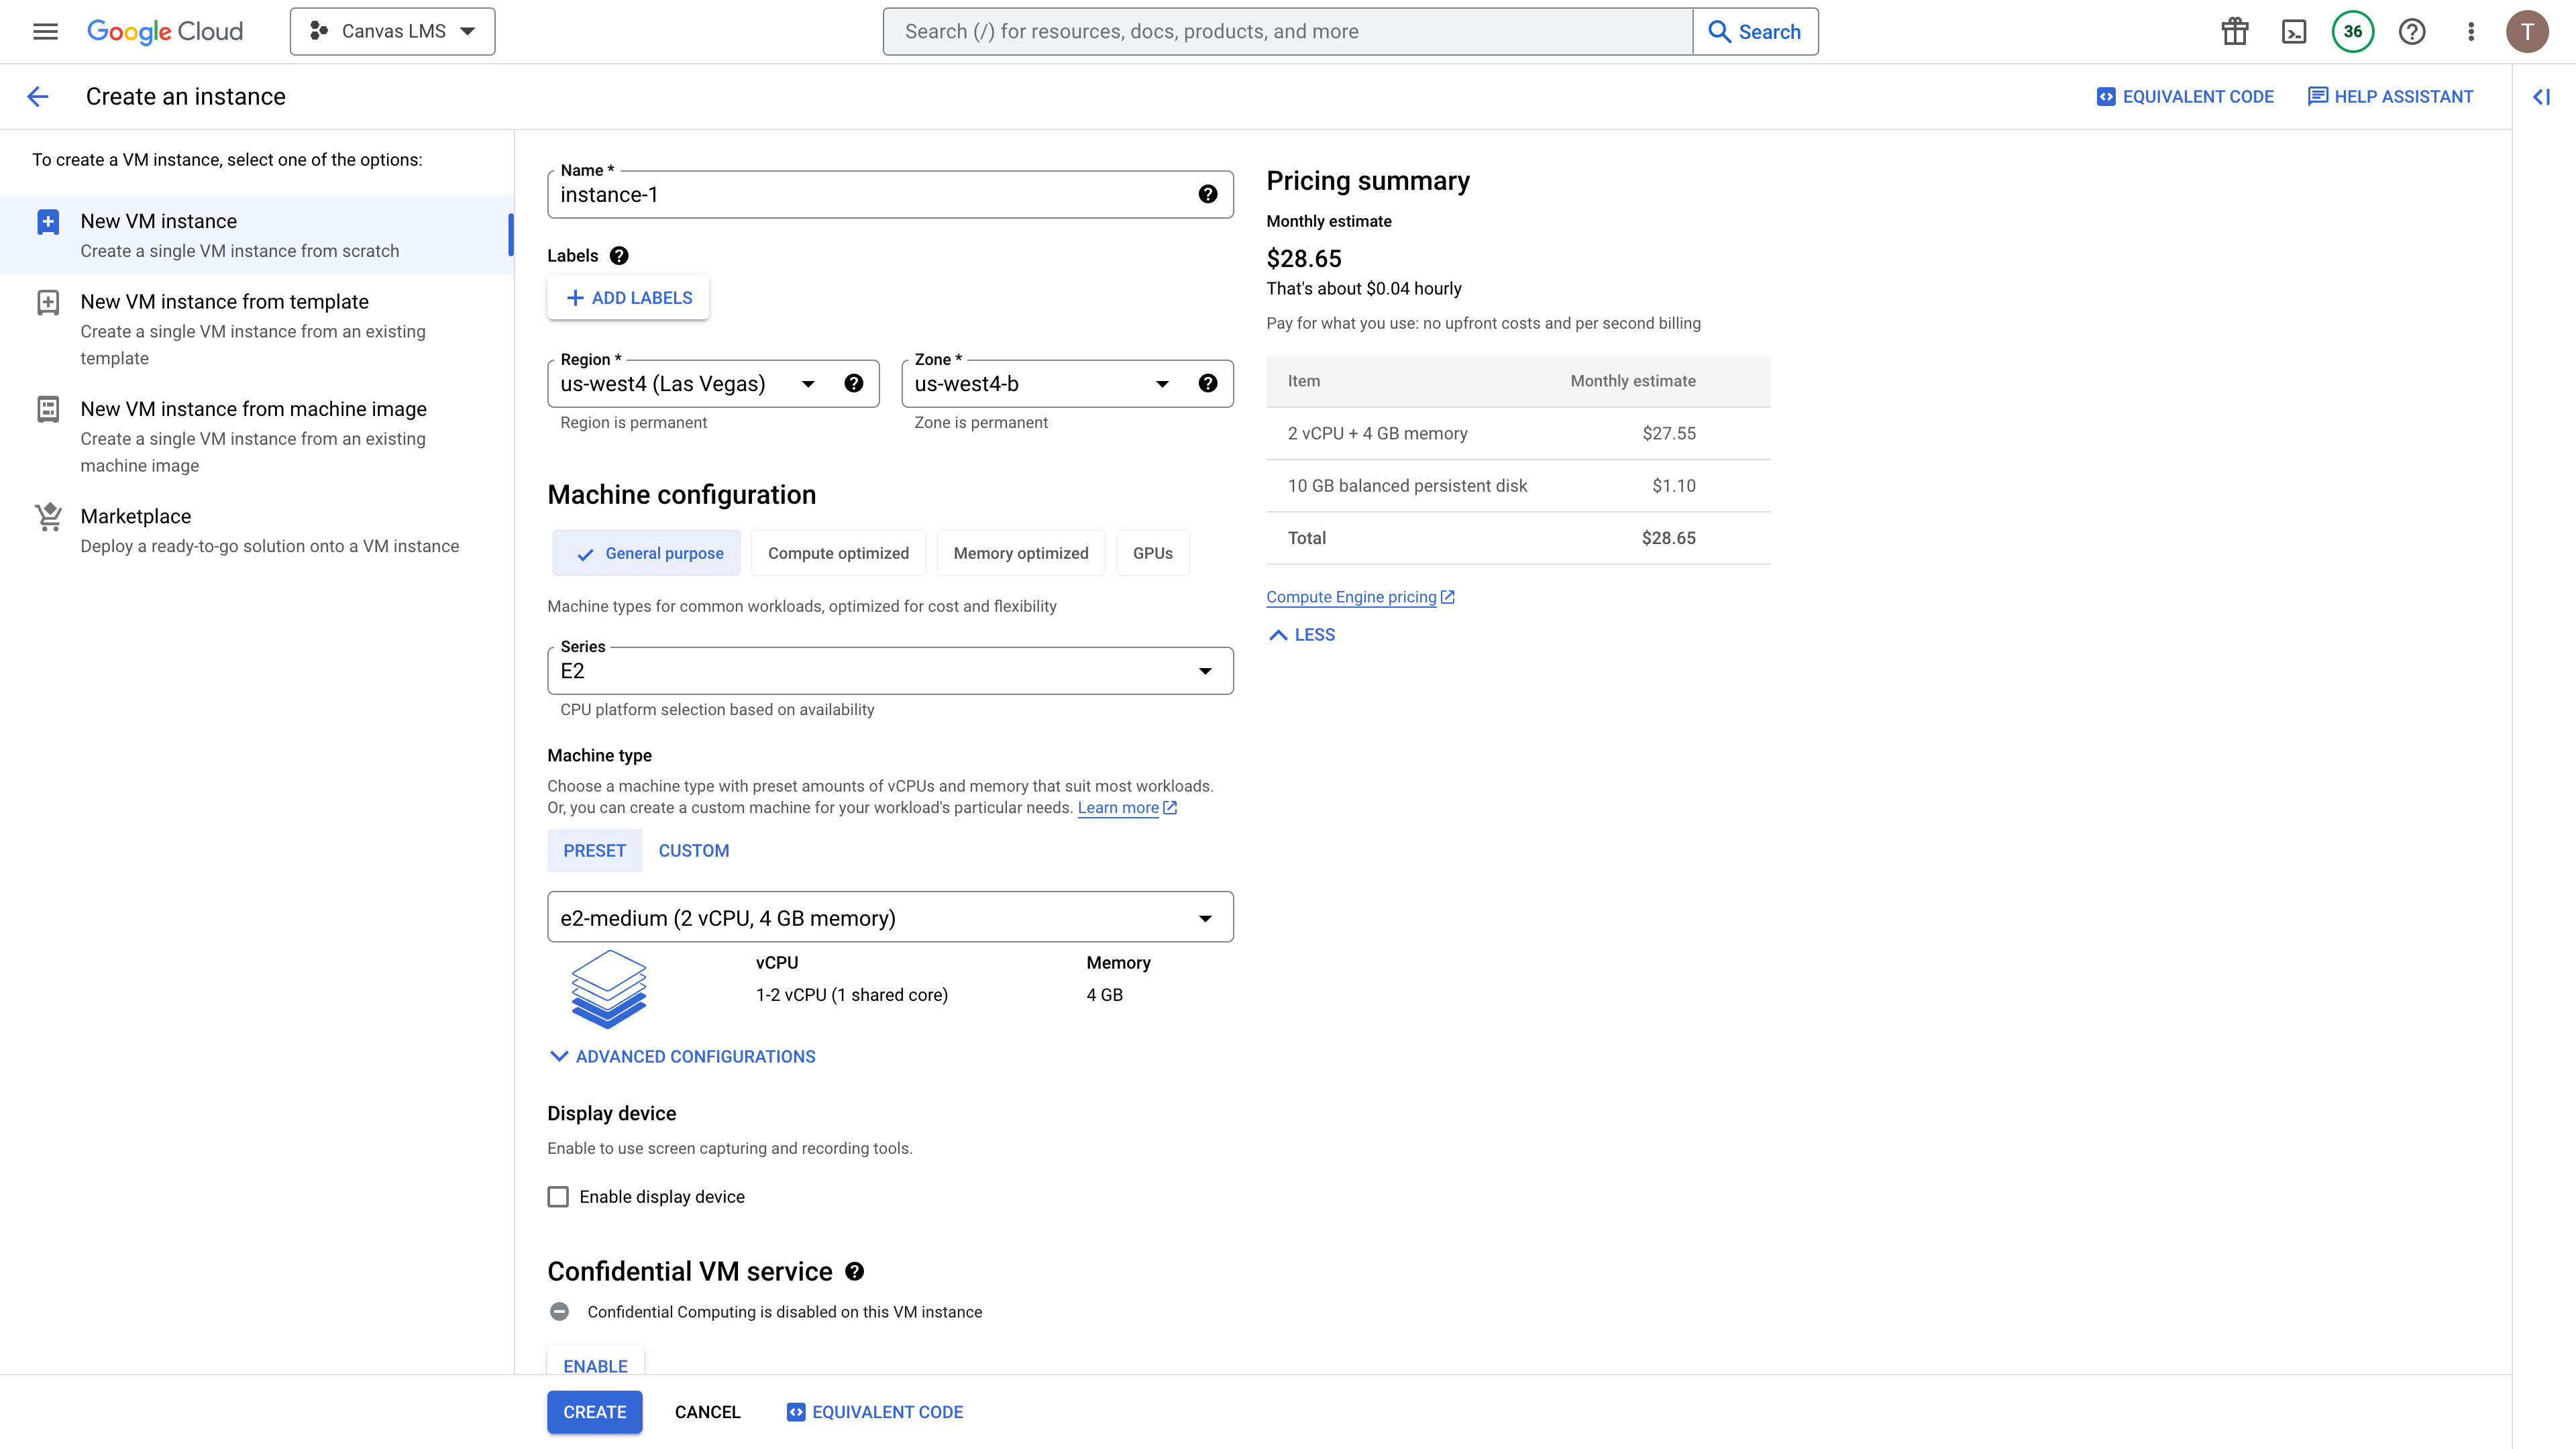 Google Cloud
Canvas LMS
Search (/) for resources, docs, products, and more
Search
36
T
Create an instance
EQUIVALENT CODE
HELP ASSISTANT
To create a VM instance, select one of the options:
New VM instance
Create a single VM instance from scratch
New VM instance from template
Create a single VM instance from an existing
template
New VM instance from machine image
Create a single VM instance from an existing
machine image
Marketplace
Deploy a ready-to-go solution onto a VM instance
Name *
instance-1
Labels
ADD LABELS
Region *
us-west4 (Las Vegas)
Region is permanent
Zone *
us-west4-b
Zone is permanent
Machine configuration
General purpose
Compute optimized
Memory optimized
GPUs
Machine types for common workloads, optimized for cost and flexibility
Series
E2
CPU platform selection based on availability
Machine type
Choose a machine type with preset amounts of vCPUs and memory that suit most workloads.
Or, you can create a custom machine for your workload's particular needs. Learn more
PRESET
CUSTOM
e2-medium (2 vCPU, 4 GB memory)
vCPU
1-2 vCPU (1 shared core)
Memory
4 GB
ADVANCED CONFIGURATIONS
Display device
Enable to use screen capturing and recording tools.
Enable display device
Confidential VM service
Confidential Computing is disabled on this VM instance
ENABLE
CREATE
CANCEL
EQUIVALENT CODE
Pricing summary
Monthly estimate
$28.65
That's about $0.04 hourly
Pay for what you use: no upfront costs and per second billing
Item Monthly estimate
2 vCPU + 4 GB memory $27.55
10 GB balanced persistent disk $1.10
Total $28.65
Compute Engine pricing
LESS